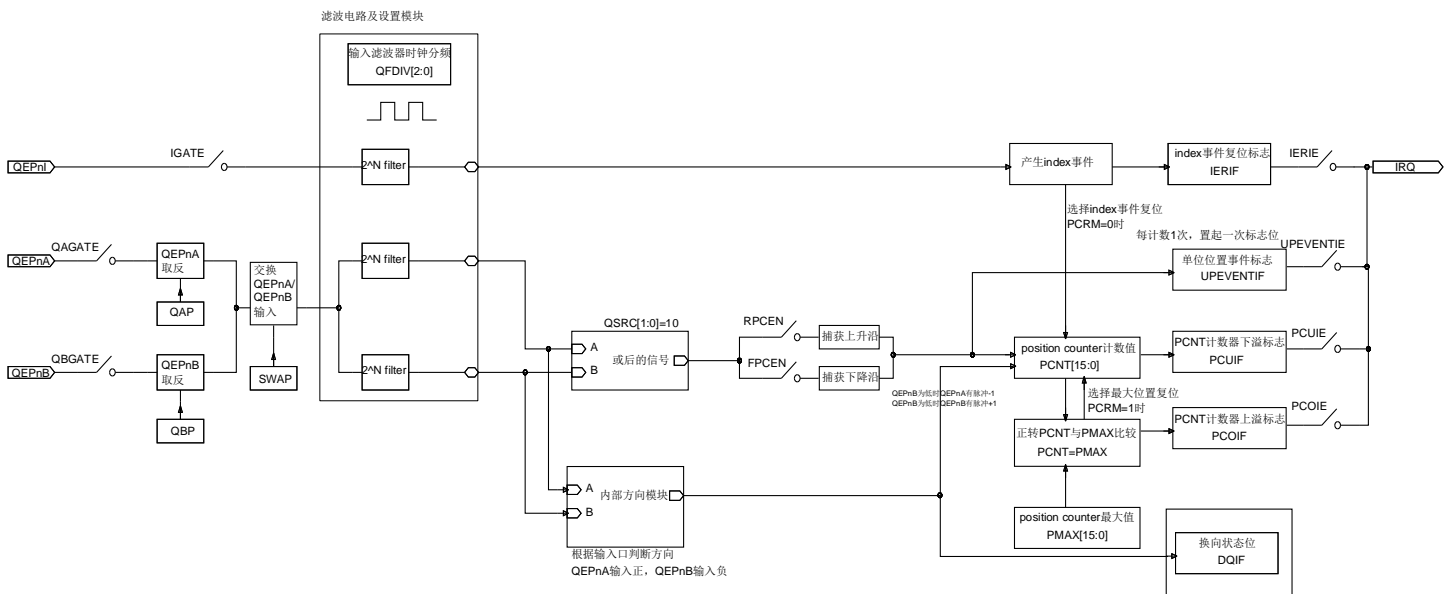 滤波电路及设置模块
输入滤波器时钟分频
QFDIV[2:0]
QEPnI
IGATE
2^N filter
产生index事件
index事件复位标志
IERIF
IERIE
IRQ
选择index事件复位
PCRM=0时
QEPnA
QAGATE
QEPnA
取反
QAP
交换
QEPnA/
QEPnB
输入
SWAP
2^N filter
每计数1次，置起一次标志位
单位位置事件标志
UPEVENTIF
UPEVENTIE
QEPnB
QBGATE
QEPnB
取反
QBP
2^N filter
QSRC[1:0]=10
A
B
或后的信号
RPCEN
捕获上升沿
FPCEN
捕获下降沿
QEPnB为低时QEPnA有脉冲-1
QEPnB为低时QEPnB有脉冲+1
position counter计数值
PCNT[15:0]
PCNT计数器下溢标志
PCUIF
PCUIE
选择最大位置复位
PCRM=1时
正转PCNT与PMAX比较
PCNT=PMAX
PCNT计数器上溢标志
PCOIF
PCOIE
A
B
内部方向模块
根据输入口判断方向
QEPnA输入正，QEPnB输入负
position counter最大值
PMAX[15:0]
换向状态位
DQIF